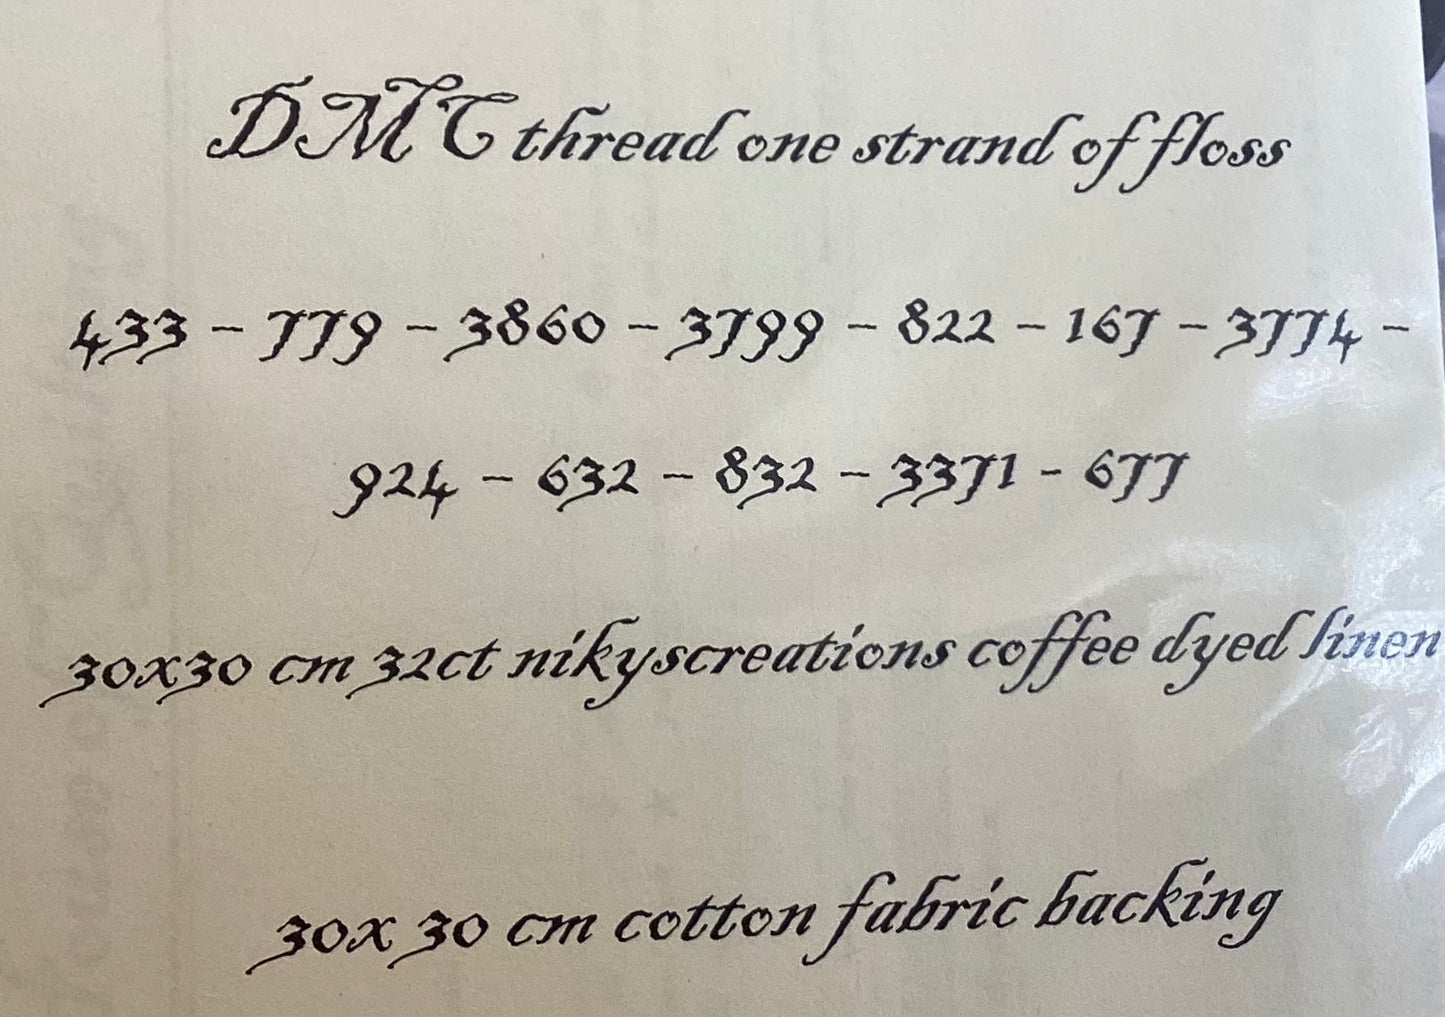 DMC thread one strand of floss
433 - 779 - 3860 - 3799 - 822 - 167 - 3774 -
924 - 632 - 832 - 3371 - 677
30x30 cm 32ct nikyscreations coffee dyed linen
30x 30 cm cotton fabric backing